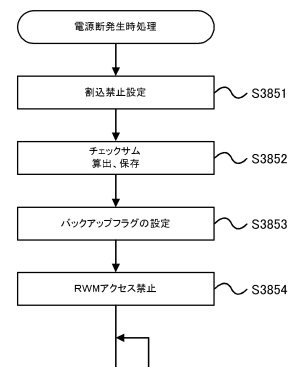 電源断発生時処理
割込禁止設定
S3851
チェックサム
算出、保存
S3852
バックアップフラグの設定
S3853
RWMアクセス禁止
S3854